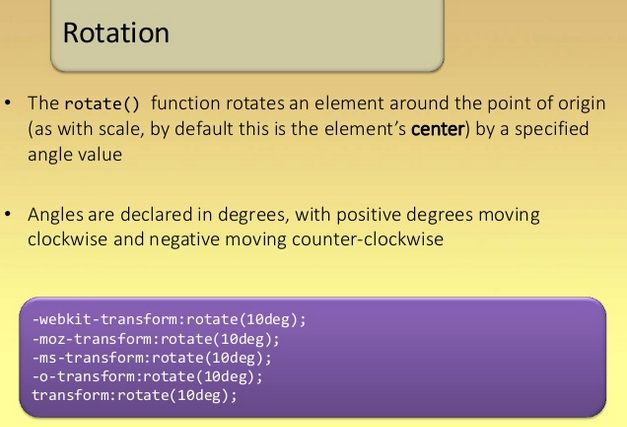 Rotation
• The rotate() function rotates an element around the point of origin
(as with scale, by default this is the element’s center) by a specified
angle value
• Angles are declared in degrees, with positive degrees moving
clockwise and negative moving counter-clockwise
-webkit-transform:rotate(10deg);
-moz-transform:rotate(10deg);
-ms-transform:rotate(10deg);
-o-transform:rotate(10deg);
transform:rotate(10deg);